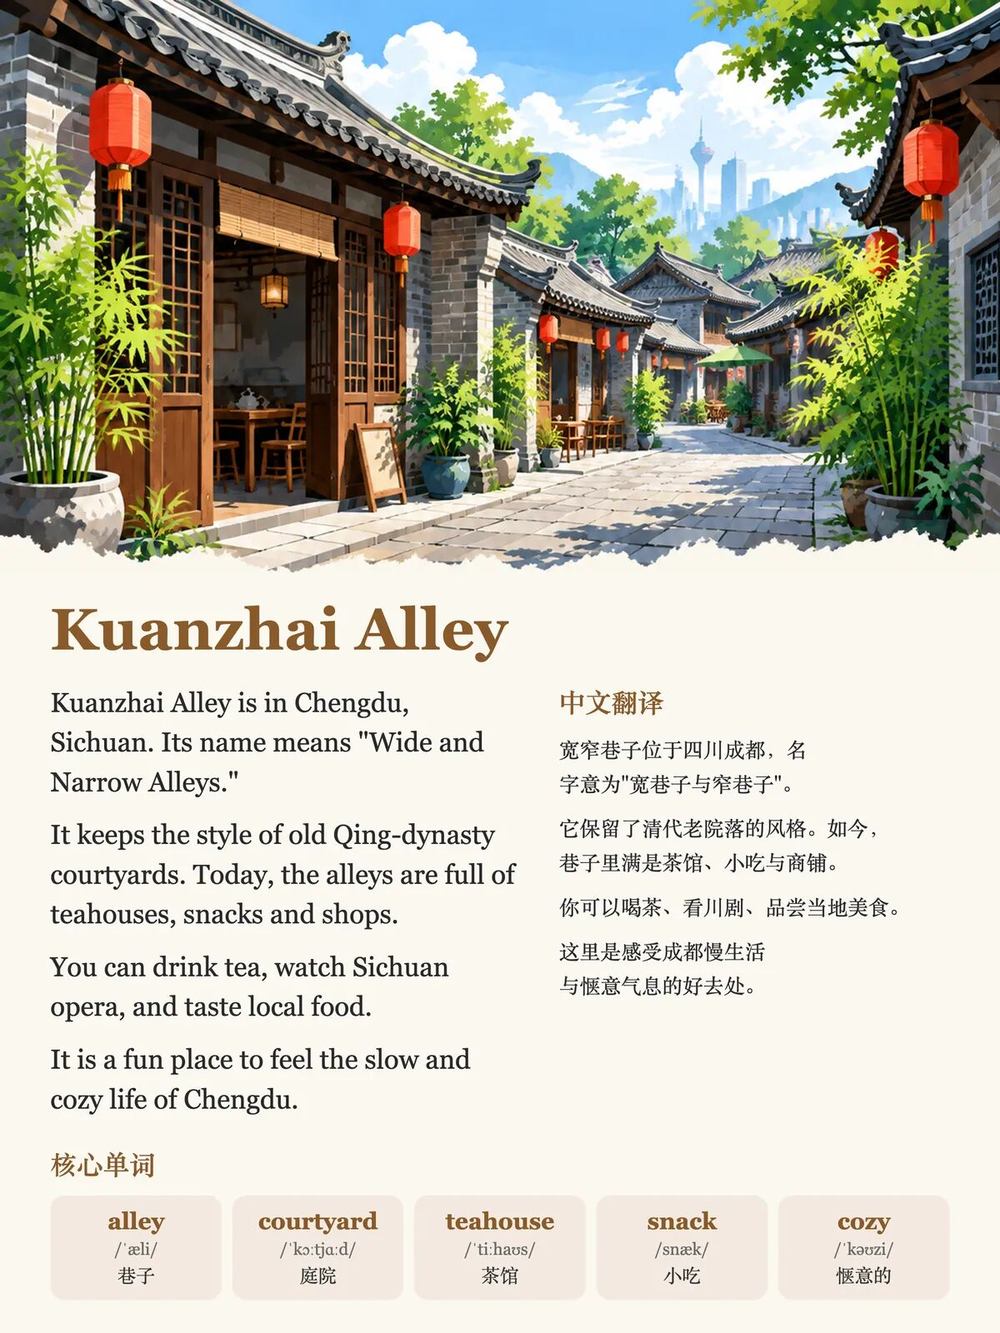 Kuanzhai Alley
Kuanzhai Alley is in Chengdu,
Sichuan. Its name means "Wide and
Narrow Alleys."
It keeps the style of old Qing-dynasty
courtyards. Today, the alleys are full of
teahouses, snacks and shops.
You can drink tea, watch Sichuan
opera, and taste local food.
It is a fun place to feel the slow and
cozy life of Chengdu.
中文翻译
宽窄巷子位于四川成都，名
字意为"宽巷子与窄巷子"。
它保留了清代老院落的风格。如今，
巷子里满是茶馆、小吃与商铺。
你可以喝茶、看川剧、品尝当地美食。
这里是感受成都慢生活
与惬意气息的好去处。
核心单词
alley
/ˈæli/
巷子
courtyard
/ˈkɔːtjɑːd/
庭院
teahouse
/ˈtiːhaʊs/
茶馆
snack
/snæk/
小吃
cozy
/ˈkəʊzi/
惬意的